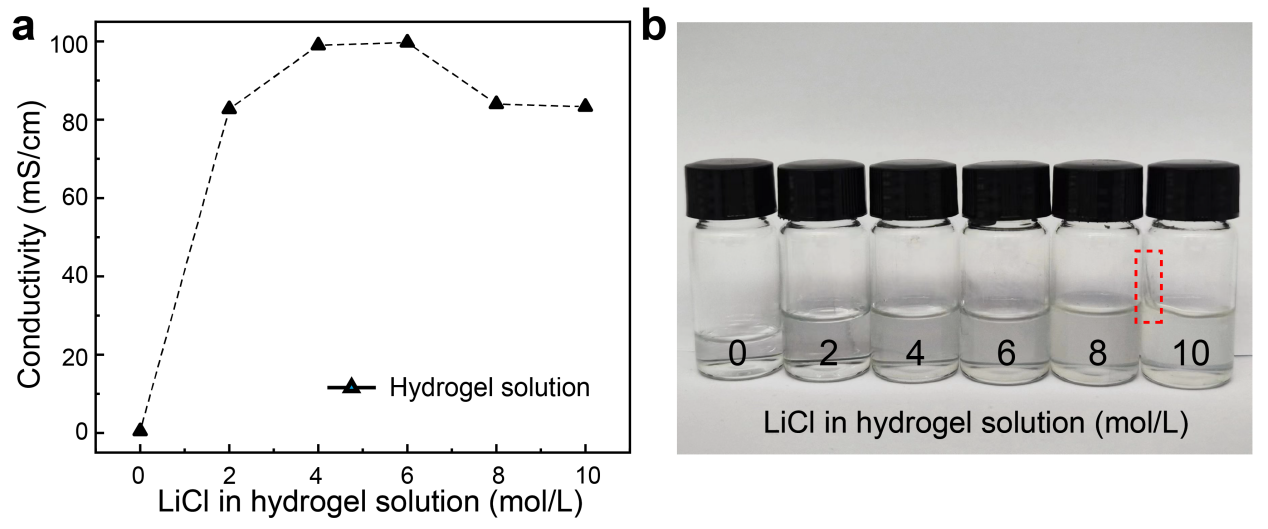 a
100
80
60
40
20
0
Conductivity (mS/cm)
Hydrogel solution
0 2 4 6 8 10
LiCl in hydrogel solution (mol/L)
b
0 2 4 6 8 10
LiCl in hydrogel solution (mol/L)